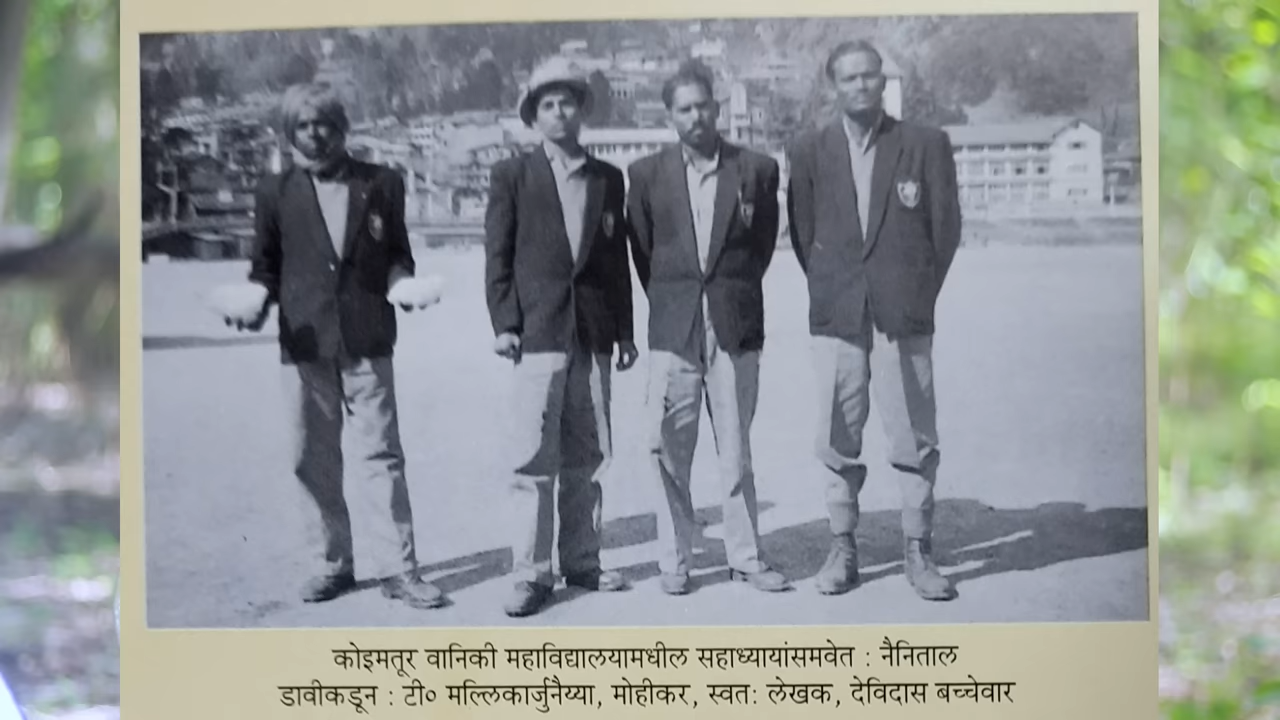 कोइमतूर वानिकी महाविद्यालयामधील सहाध्यायांसमवेत : नैनिताल
डावीकडून : टी० मल्लिकार्जुनैय्या, मोहीकर, स्वतः लेखक, देविदास बच्चेवार